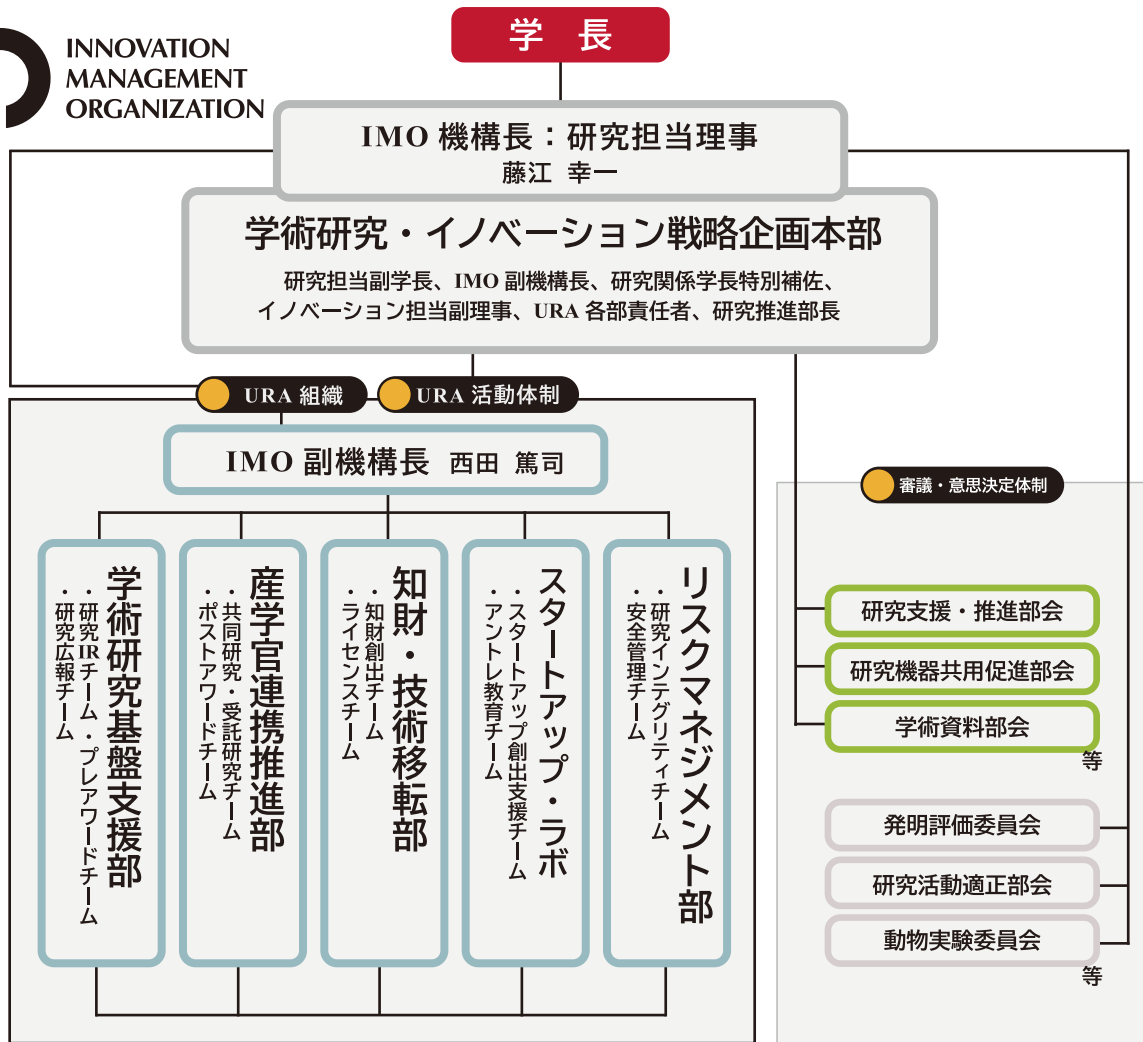 INNOVATION
MANAGEMENT
ORGANIZATION
学 長
IMO 機構長：研究担当理事
藤江 幸一
学術研究・イノベーション戦略企画本部
研究担当副学長、IMO 副機構長、研究関係学長特別補佐、
イノベーション担当副理事、URA 各部責任者、研究推進部長
URA 組織
URA 活動体制
IMO 副機構長 西田 篤司
学術研究基盤支援部
・研究IRチーム・プレアワードチーム
・研究広報チーム
産学官連携推進部
・共同研究・受託研究チーム
・ポストアワードチーム
知財・技術移転部
・知財創出チーム
・ライセンスチーム
スタートアップ・ラボ
・スタートアップ創出支援チーム
・アントレ教育チーム
リスクマネジメント部
・研究インテグリティチーム
・安全管理チーム
審議・意思決定体制
研究支援・推進部会
研究機器共用促進部会
学術資料部会
等
発明評価委員会
研究活動適正部会
動物実験委員会
等